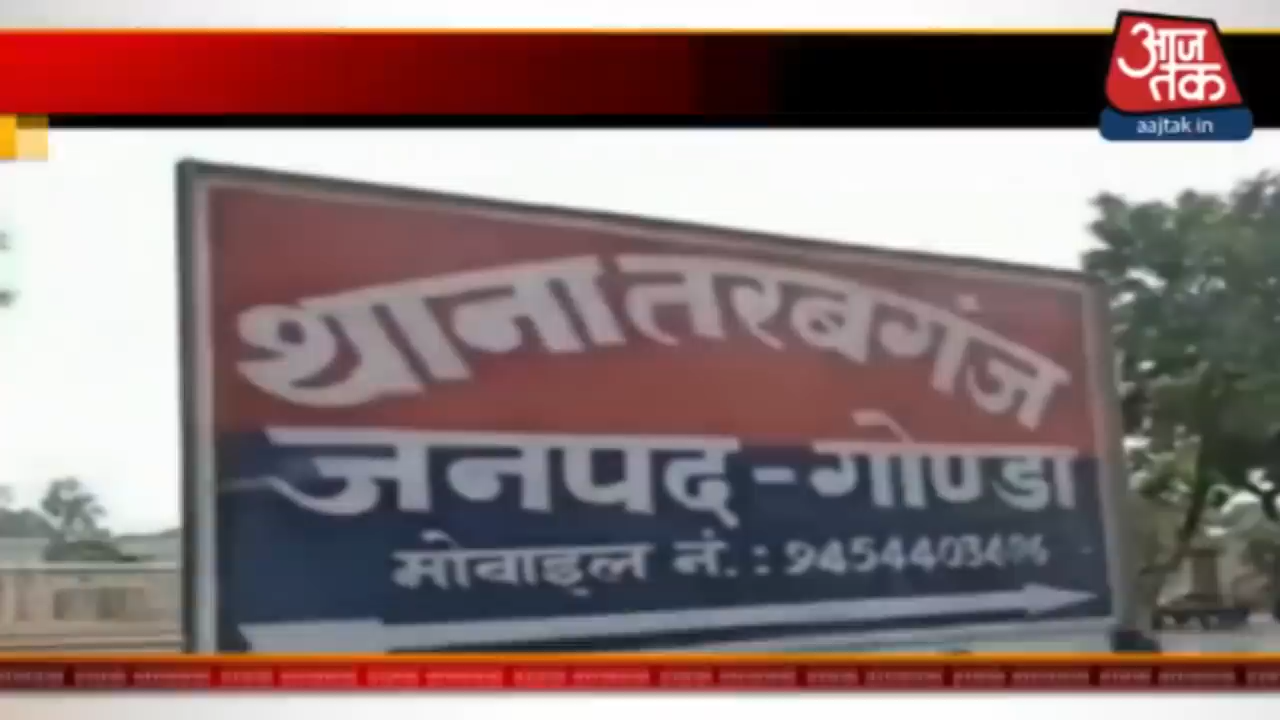 आज
तक
aajtak.in
थाना तरबगंज
जनपद - गोण्डा
मोबाइल नं. :